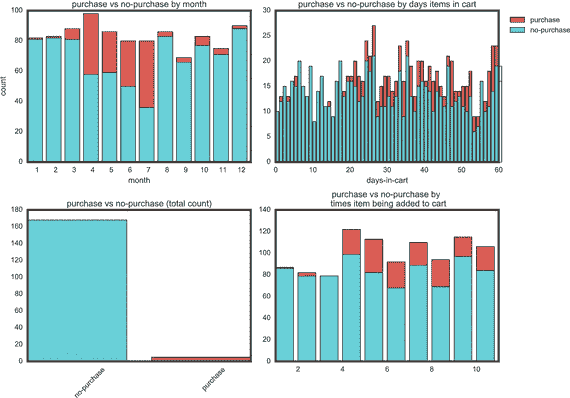 purchase vs no-purchase by month
100
80
60
40
20
0
count
1 2 3 4 5 6 7 8 9 10 11 12
month
purchase vs no-purchase by days items in cart
purchase
no-purchase
30
25
20
15
10
5
0
0 10 20 30 40 50 60
days-in-cart
purchase vs no-purchase (total count)
180
160
140
120
100
80
60
40
20
0
no-purchase
purchase
purchase vs no-purchase by
times item being added to cart
140
120
100
80
60
40
20
0
2 4 6 8 10